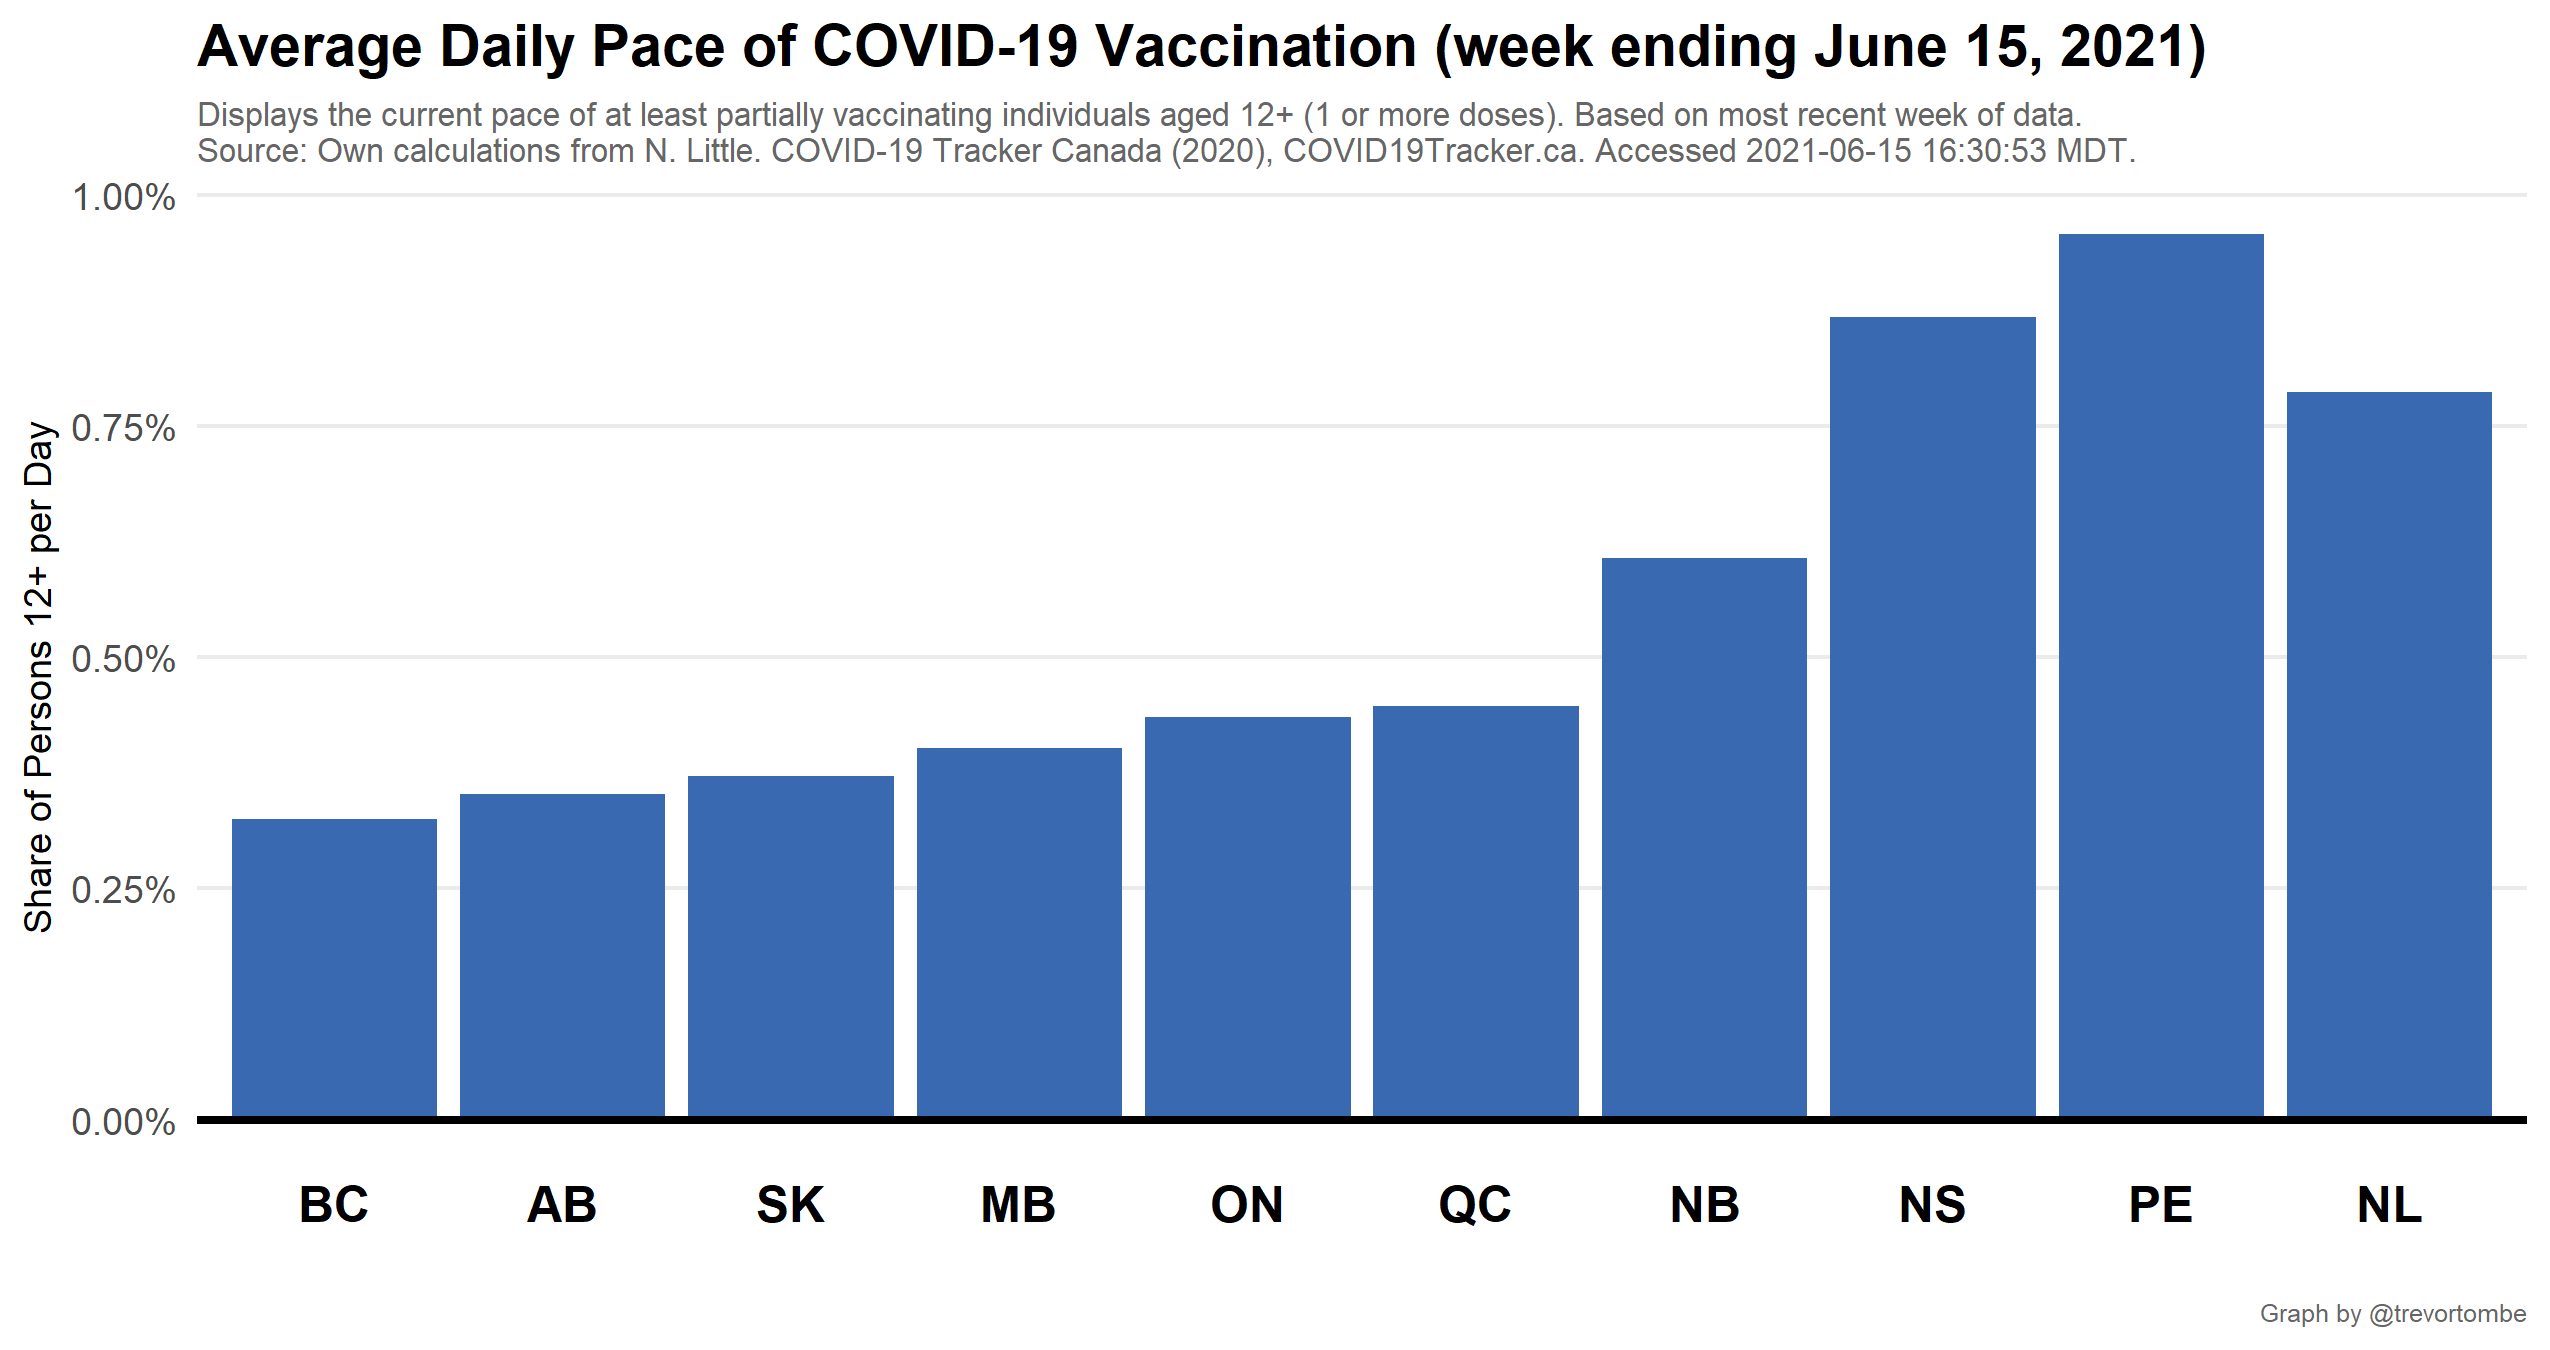 Average Daily Pace of COVID-19 Vaccination (week ending June 15, 2021)
Displays the current pace of at least partially vaccinating individuals aged 12+ (1 or more doses). Based on most recent week of data.
Source: Own calculations from N. Little. COVID-19 Tracker Canada (2020), COVID19Tracker.ca. Accessed 2021-06-15 16:30:53 MDT.
Share of Persons 12+ per Day
1.00%
0.75%
0.50%
0.25%
0.00%
BC AB SK MB ON QC NB NS PE NL
Graph by @trevortombe